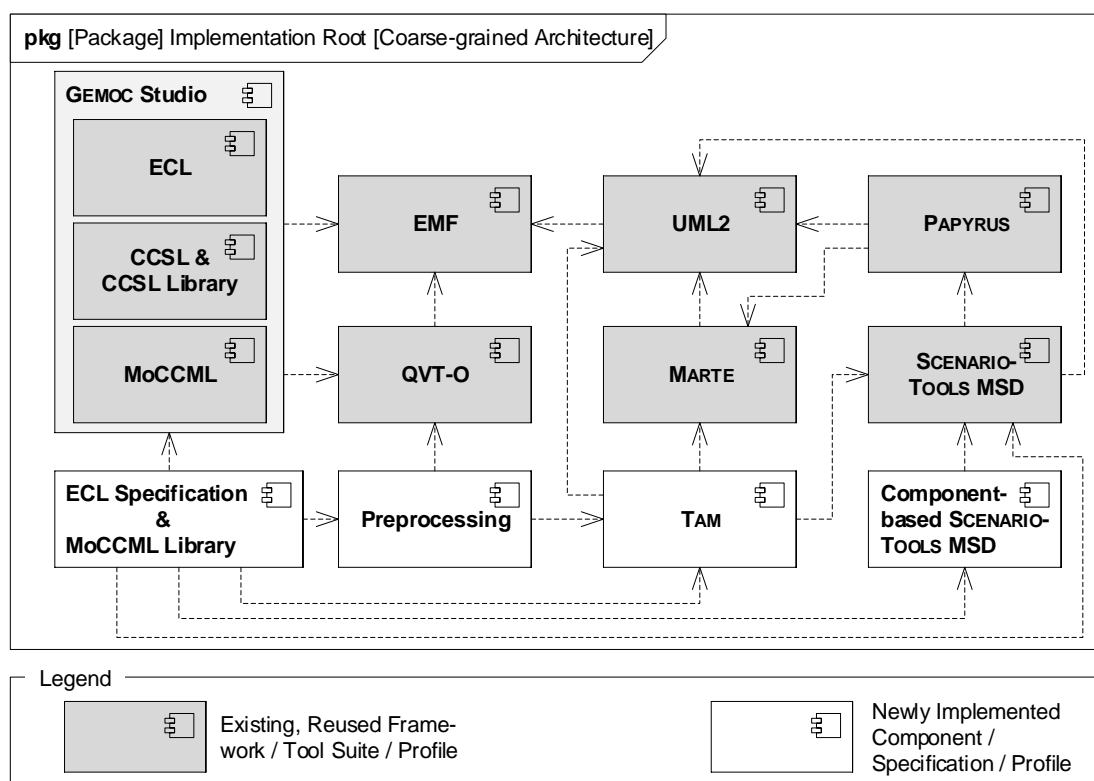 pkg [Package] Implementation Root [Coarse-grained Architecture]
GEMOC Studio
ECL
CCSL &
CCSL Library
MoCCML
EMF
UML2
PAPYRUS
QVT-O
MARTE
SCENARIO-
TOOLS MSD
ECL Specification
&
MoCCML Library
Preprocessing
TAM
Component-
based SCENARIO-
TOOLS MSD
Legend
Existing, Reused Frame-
work / Tool Suite / Profile
Newly Implemented
Component /
Specification / Profile